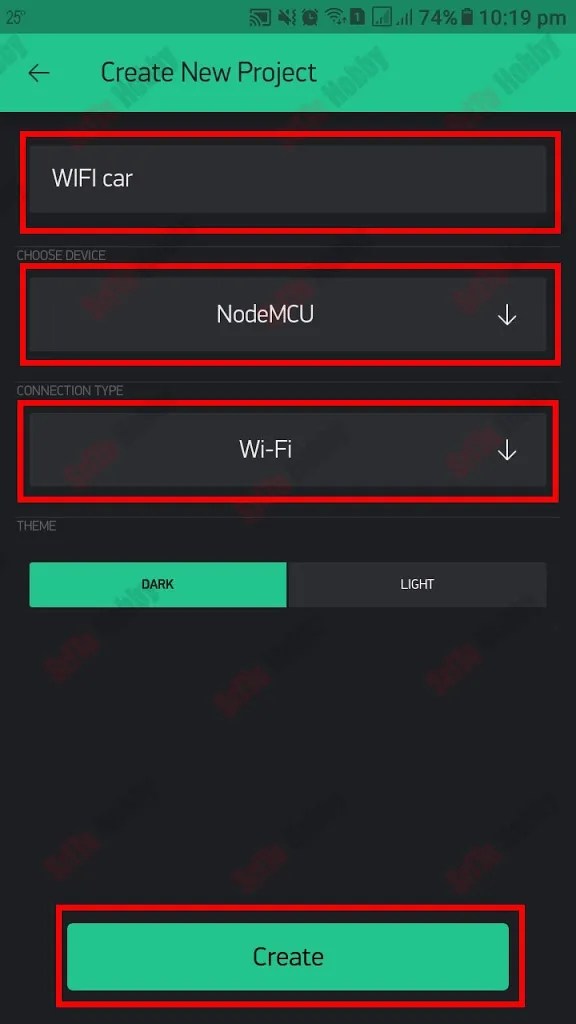 25°
1
74%
10:19 pm
Create New Project
WIFI car
CHOOSE DEVICE
NodeMCU
CONNECTION TYPE
Wi-Fi
THEME
DARK
LIGHT
Create